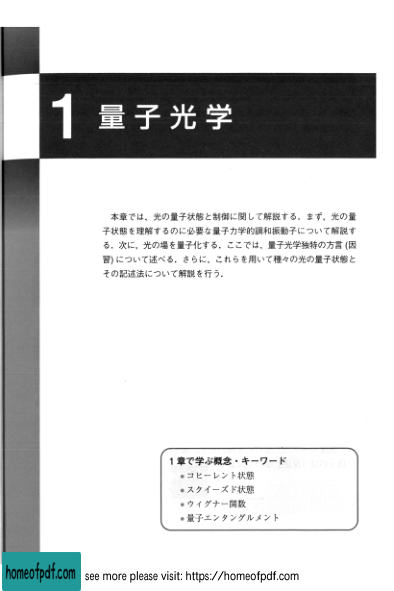 1 量子光学
本章では，光の量子状態と制御に関して解説する．まず，光の量
子状態を理解するのに必要な量子力学的調和振動子について解説す
る．次に，光の場を量子化する．ここでは，量子光学独特の方言 (因
習) について述べる．さらに，これらを用いて種々の光の量子状態と
その記述法について解説を行う．
1 章で学ぶ概念・キーワード
● コヒーレント状態
● スクイーズド状態
● ウィグナー関数
● 量子エンタングルメント
homeofpdf.com see more please visit: https://homeofpdf.com